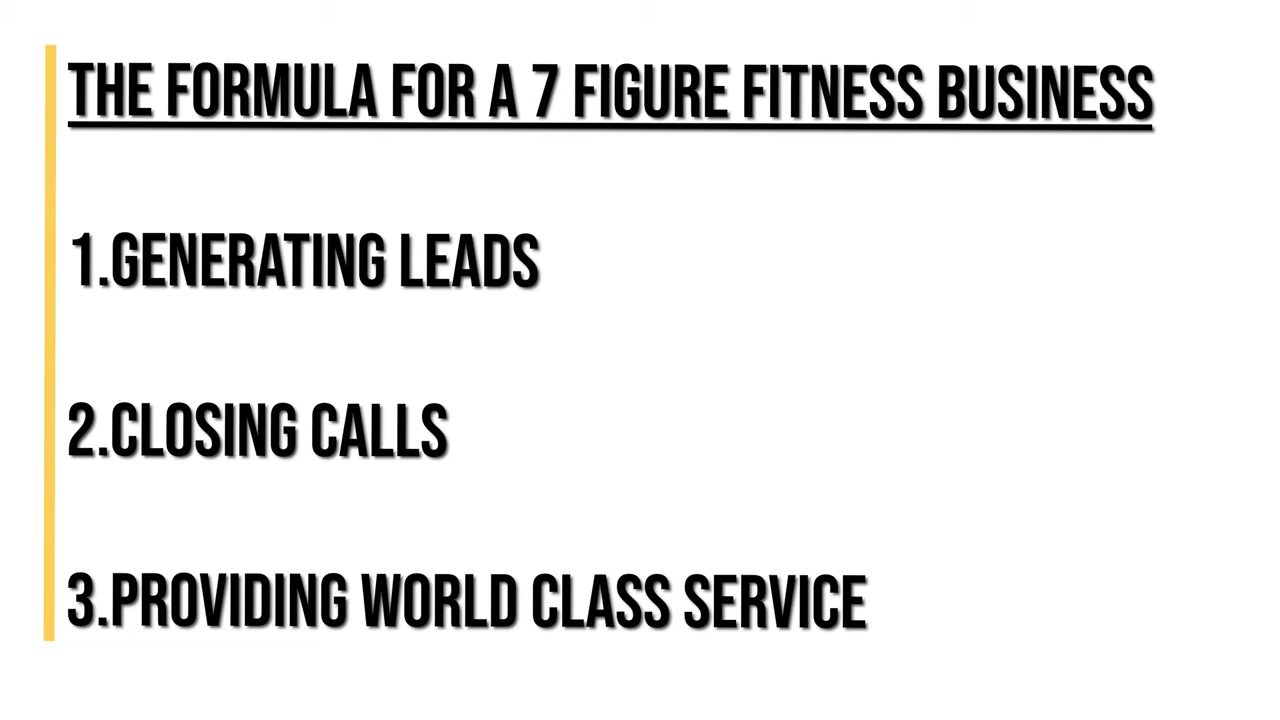 THE FORMULA FOR A 7 FIGURE FITNESS BUSINESS
1.GENERATING LEADS
2.CLOSING CALLS
3.PROVIDING WORLD CLASS SERVICE